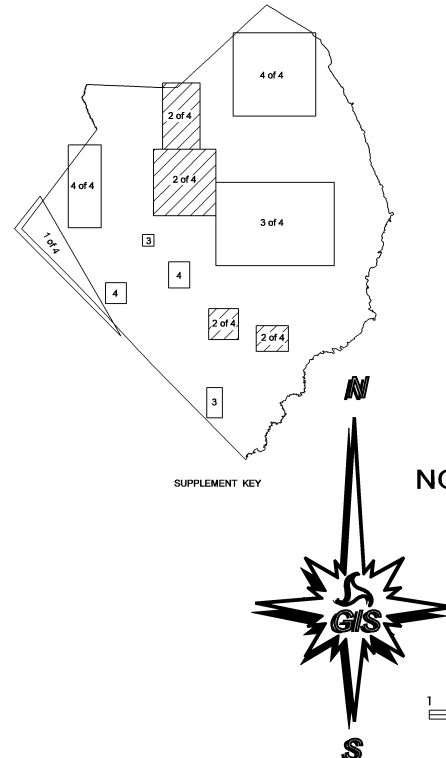 4 of 4
2 of 4
4 of 4
2 of 4
3 of 4
1 of 4
3
4
4
2 of 4
2 of 4
3
SUPPLEMENT KEY
N
NO
GIS
1
S